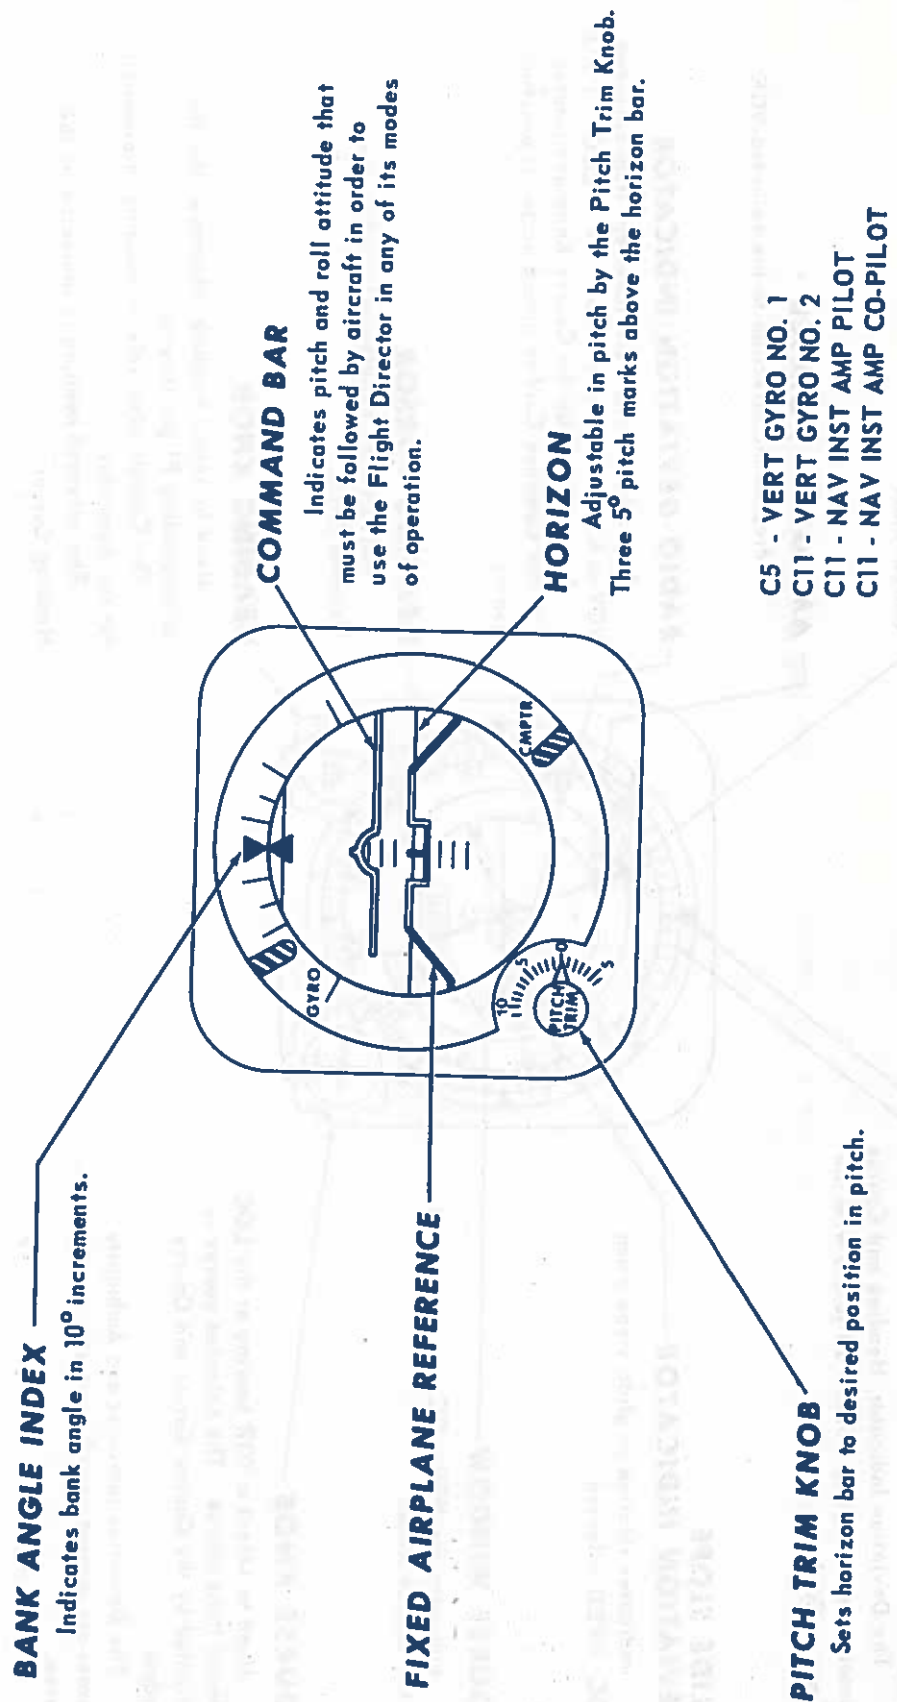 BANK ANGLE INDEX
Indicates bank angle in 10° increments.
FIXED AIRPLANE REFERENCE
PITCH TRIM KNOB
Sets horizon bar to desired position in pitch.
GYRO
CMPTR
10
5
0
5
PITCH
TRIM
COMMAND BAR
Indicates pitch and roll attitude that
must be followed by aircraft in order to
use the Flight Director in any of its modes
of operation.
HORIZON
Adjustable in pitch by the Pitch Trim Knob.
Three 5° pitch marks above the horizon bar.
C5 - VERT GYRO NO. 1
C11 - VERT GYRO NO. 2
C11 - NAV INST AMP PILOT
C11 - NAV INST AMP CO-PILOT